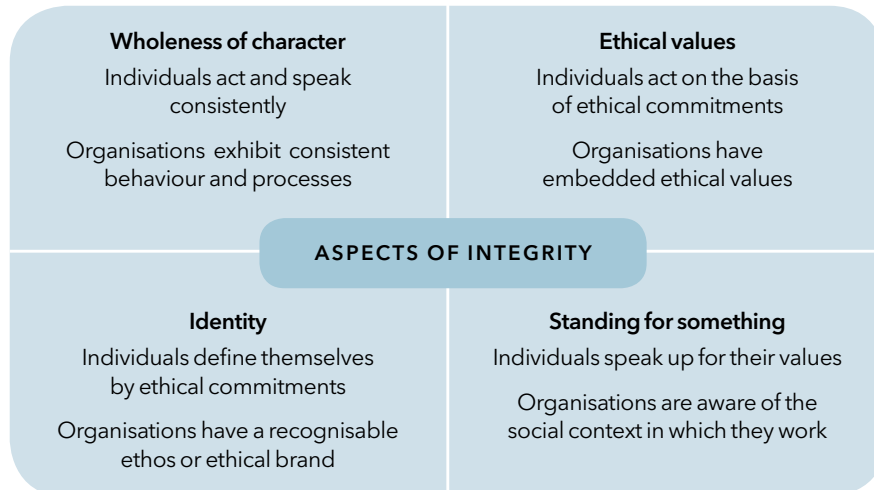 Wholeness of character
Individuals act and speak
consistently
Organisations exhibit consistent
behaviour and processes
Ethical values
Individuals act on the basis
of ethical commitments
Organisations have
embedded ethical values
ASPECTS OF INTEGRITY
Identity
Individuals define themselves
by ethical commitments
Organisations have a recognisable
ethos or ethical brand
Standing for something
Individuals speak up for their values
Organisations are aware of the
social context in which they work